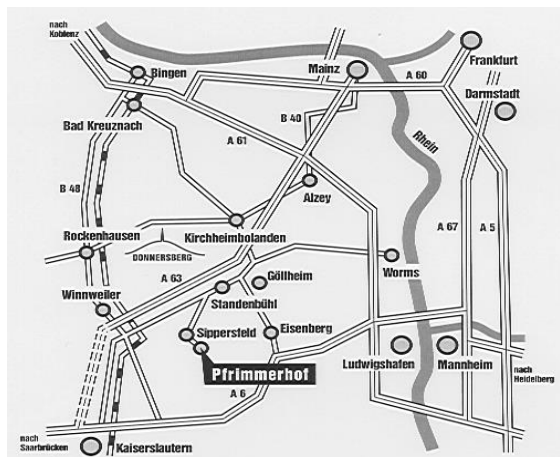 nach
Koblenz
Bingen
Mainz
Frankfurt
A 60
Darmstadt
Bad Kreuznach
B 40
A 61
Rhein
B 48
Alzey
Kirchheimbolanden
A 67
A 5
Rockenhausen
DONNERSBERG
A 63
Göllheim
Worms
Winnweiler
Standenbühl
Sippersfeld
Eisenberg
Pfrimmerhof
Ludwigshafen
Mannheim
nach
Heidelberg
A 6
nach
Saarbrücken
Kaiserslautern